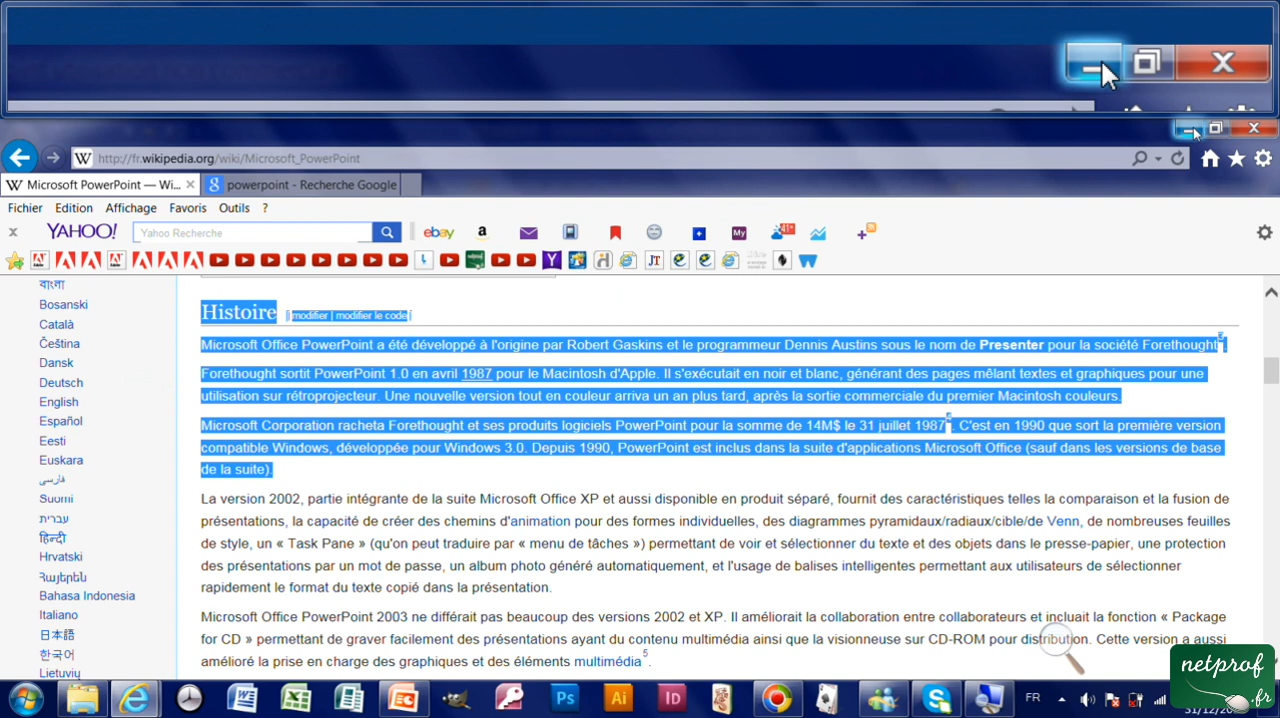 http://fr.wikipedia.org/wiki/Microsoft_PowerPoint
Microsoft PowerPoint — Wi...
powerpoint - Recherche Google
Fichier Edition Affichage Favoris Outils ?
YAHOO! Yahoo Recherche ebay a My 41+
বাংলা
Bosanski
Català
Čeština
Dansk
Deutsch
English
Español
Eesti
Euskara
فارسی
Suomi
עברית
हिन्दी
Hrvatski
Հայերեն
Bahasa Indonesia
Italiano
日本語
한국어
Lietuvių
Histoire [modifier | modifier le code]
Microsoft Office PowerPoint a été développé à l'origine par Robert Gaskins et le programmeur Dennis Austins sous le nom de Presenter pour la société Forethought3.
Forethought sortit PowerPoint 1.0 en avril 1987 pour le Macintosh d'Apple. Il s'exécutait en noir et blanc, générant des pages mêlant textes et graphiques pour une
utilisation sur rétroprojecteur. Une nouvelle version tout en couleur arriva un an plus tard, après la sortie commerciale du premier Macintosh couleurs.
Microsoft Corporation racheta Forethought et ses produits logiciels PowerPoint pour la somme de 14M$ le 31 juillet 19874. C'est en 1990 que sort la première version
compatible Windows, développée pour Windows 3.0. Depuis 1990, PowerPoint est inclus dans la suite d'applications Microsoft Office (sauf dans les versions de base
de la suite).
La version 2002, partie intégrante de la suite Microsoft Office XP et aussi disponible en produit séparé, fournit des caractéristiques telles la comparaison et la fusion de
présentations, la capacité de créer des chemins d'animation pour des formes individuelles, des diagrammes pyramidaux/radiaux/cible/de Venn, de nombreuses feuilles
de style, un « Task Pane » (qu'on peut traduire par « menu de tâches ») permettant de voir et sélectionner du texte et des objets dans le presse-papier, une protection
des présentations par un mot de passe, un album photo généré automatiquement, et l'usage de balises intelligentes permettant aux utilisateurs de sélectionner
rapidement le format du texte copié dans la présentation.
Microsoft Office PowerPoint 2003 ne différait pas beaucoup des versions 2002 et XP. Il améliorait la collaboration entre collaborateurs et incluait la fonction « Package
for CD » permettant de graver facilement des présentations ayant du contenu multimédia ainsi que la visionneuse sur CD-ROM pour distribution. Cette version a aussi
amélioré la prise en charge des graphiques et des éléments multimédia5.
netprof
.fr
Ps Ai Id FR